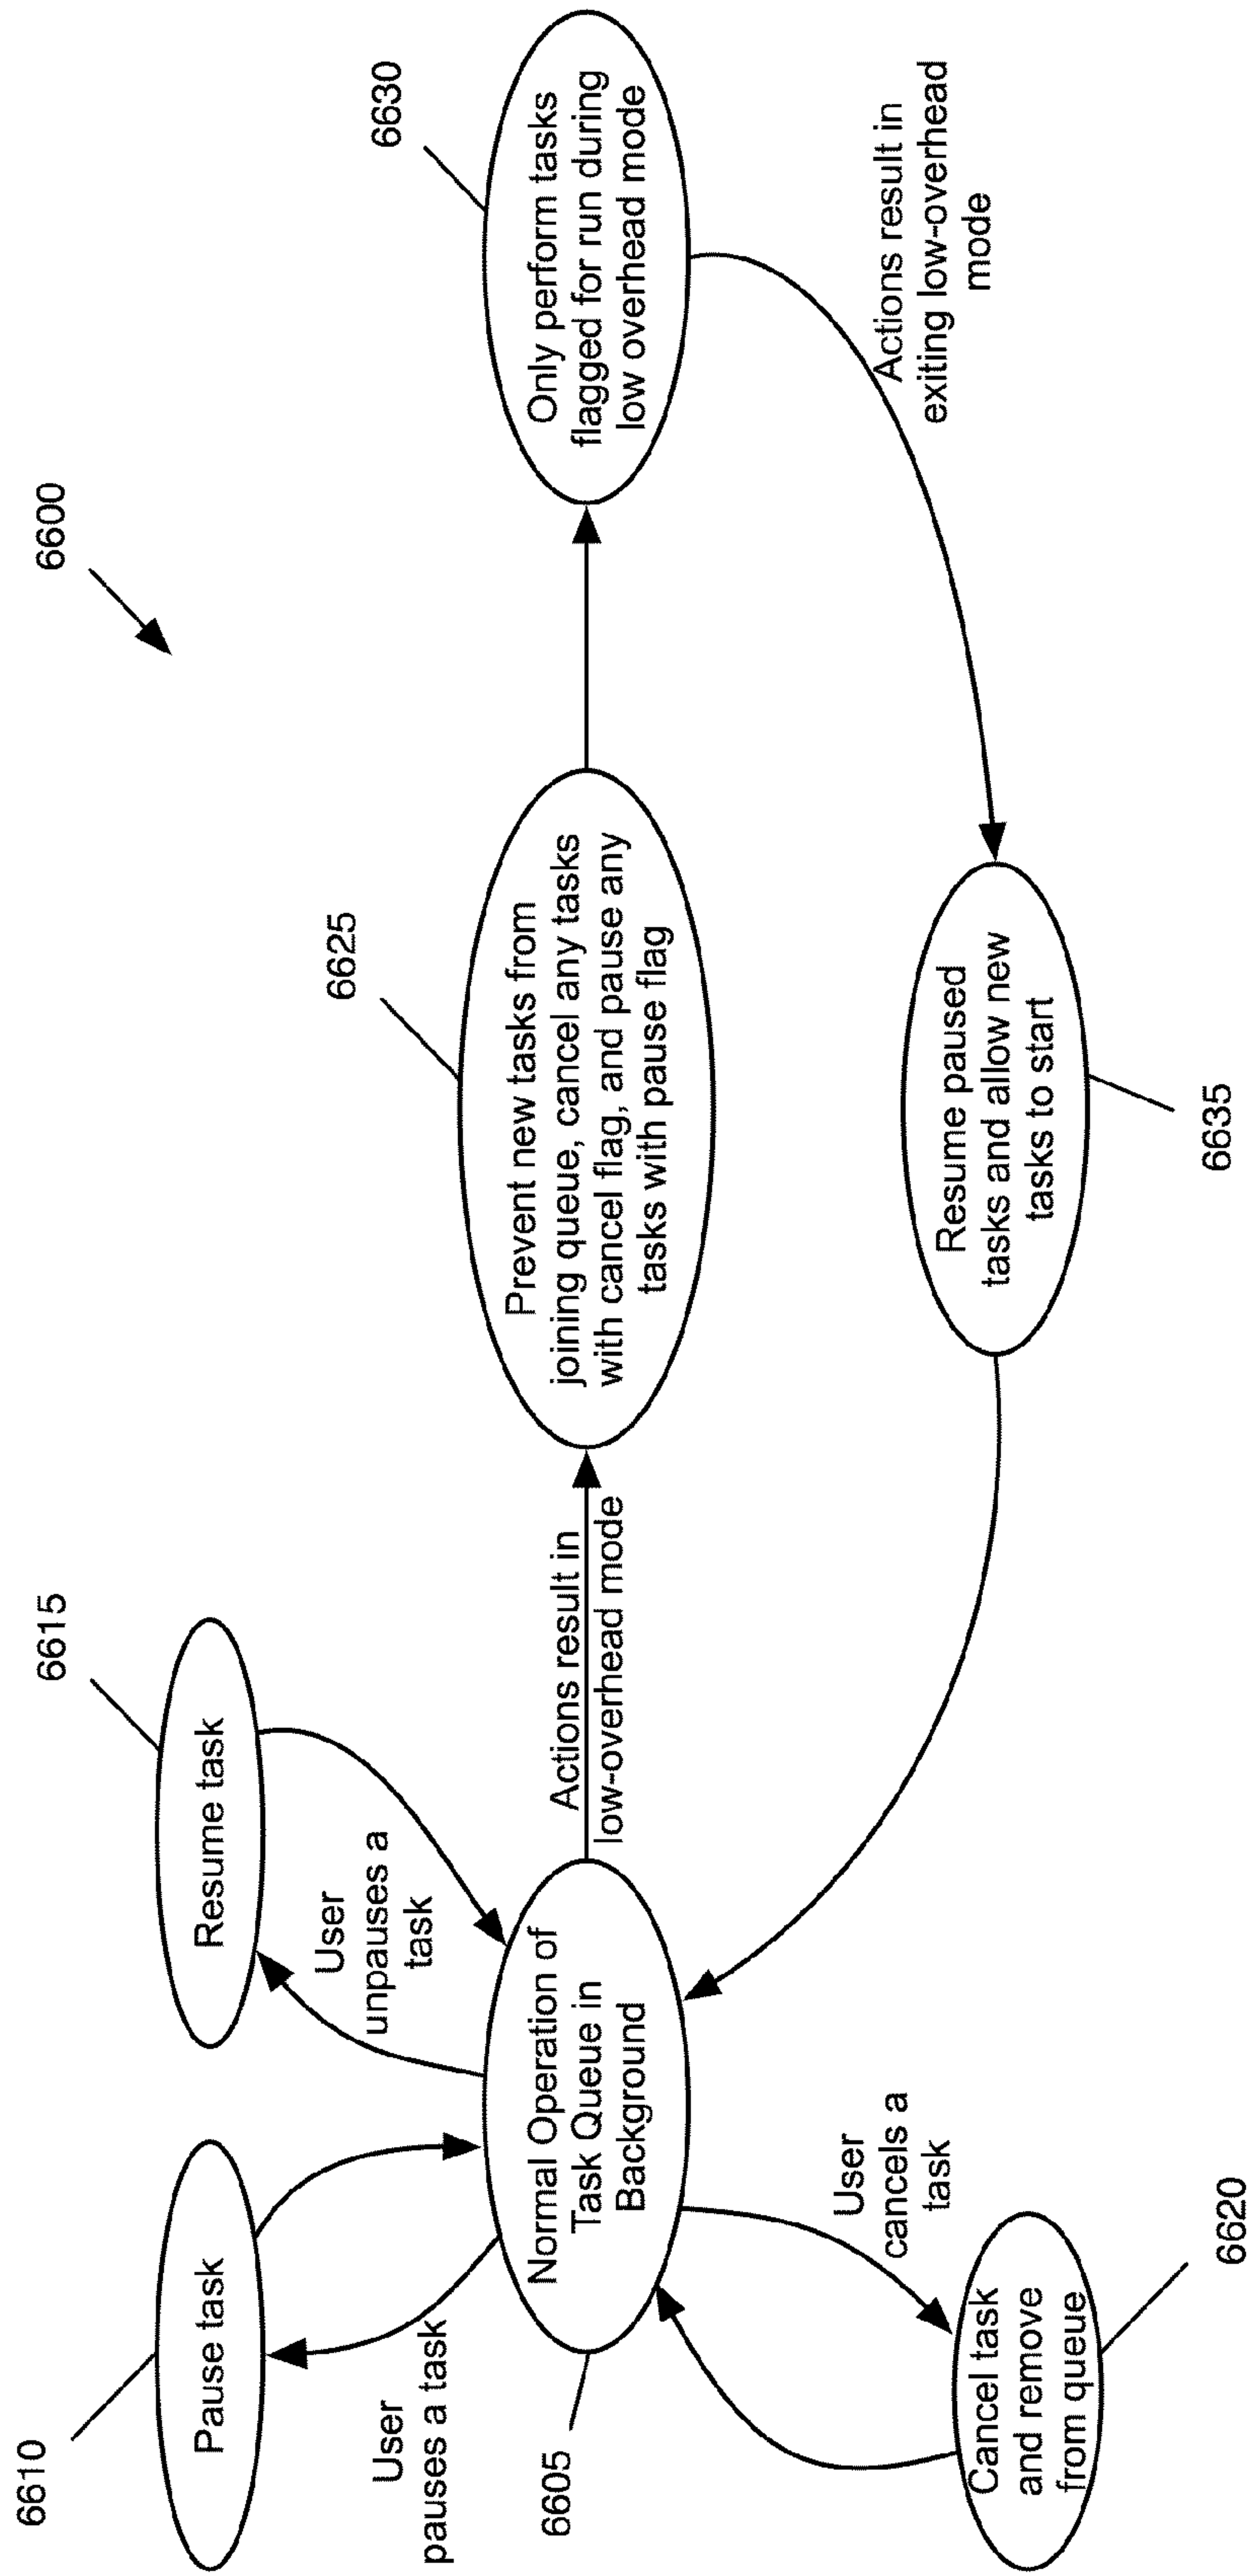 6600
6610
Pause task
6615
Resume task
User
pauses a task
User
unpauses a
task
6605
Normal Operation of
Task Queue in
Background
Actions result in
low-overhead mode
6625
Prevent new tasks from
joining queue, cancel any tasks
with cancel flag, and pause any
tasks with pause flag
6630
Only perform tasks
flagged for run during
low overhead mode
User
cancels a
task
Cancel task
and remove
from queue
6620
Resume paused
tasks and allow new
tasks to start
6635
Actions result in
exiting low-overhead
mode